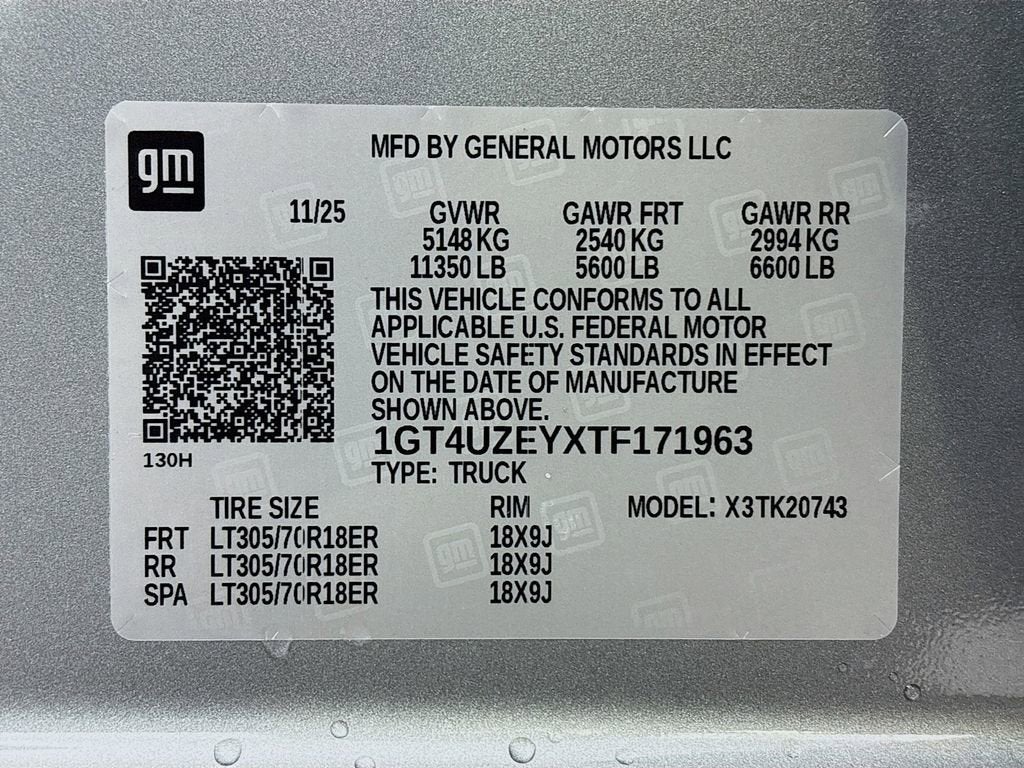 gm
MFD BY GENERAL MOTORS LLC
11/25 GVWR GAWR FRT GAWR RR
5148 KG 2540 KG 2994 KG
11350 LB 5600 LB 6600 LB
THIS VEHICLE CONFORMS TO ALL
APPLICABLE U.S. FEDERAL MOTOR
VEHICLE SAFETY STANDARDS IN EFFECT
ON THE DATE OF MANUFACTURE
SHOWN ABOVE.
1GT4UZEYXTF171963
130H
TYPE: TRUCK
TIRE SIZE RIM MODEL: X3TK20743
FRT LT305/70R18ER 18X9J
RR LT305/70R18ER 18X9J
SPA LT305/70R18ER 18X9J